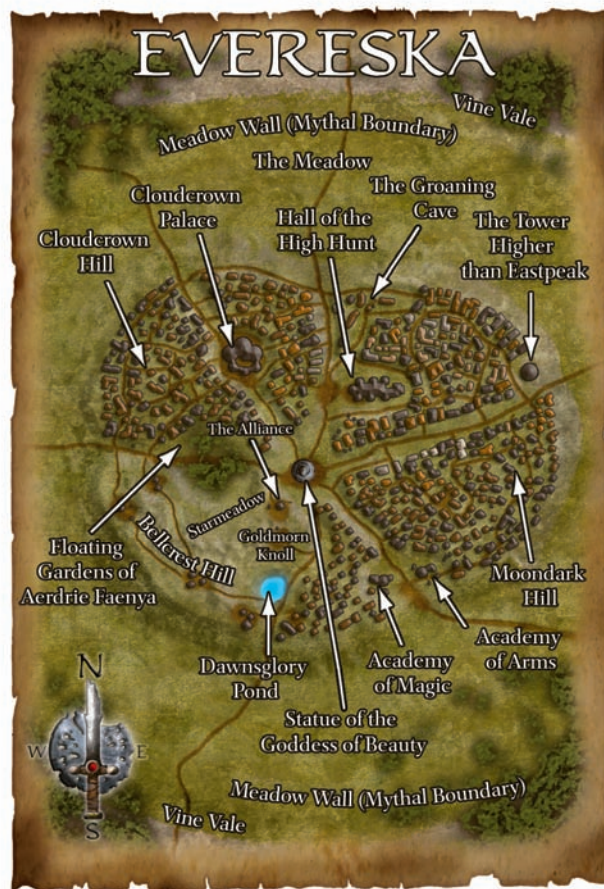 EVERESKA
Vine Vale
Meadow Wall (Mythal Boundary)
The Meadow
Cloudcrown
Palace
Hall of the
High Hunt
The Groaning
Cave
The Tower
Higher
than Eastpeak
Cloudcrown
Hill
The Alliance
Starmeadow
Goldmorn
Knoll
Bellcrest Hill
Floating
Gardens of
Aerdrie Faenya
Moondark
Hill
Dawnsglory
Pond
Academy
of Magic
Academy
of Arms
Statue of the
Goddess of Beauty
N
W
E
S
Meadow Wall (Mythal Boundary)
Vine Vale